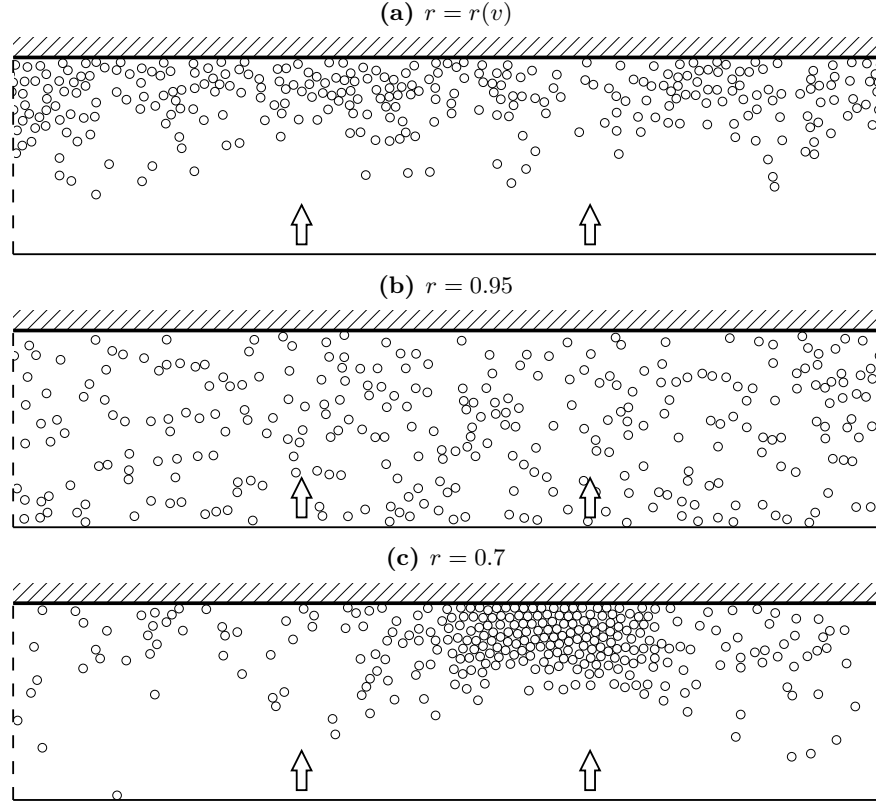 (a) r = r(v)
(b) r = 0.95
(c) r = 0.7